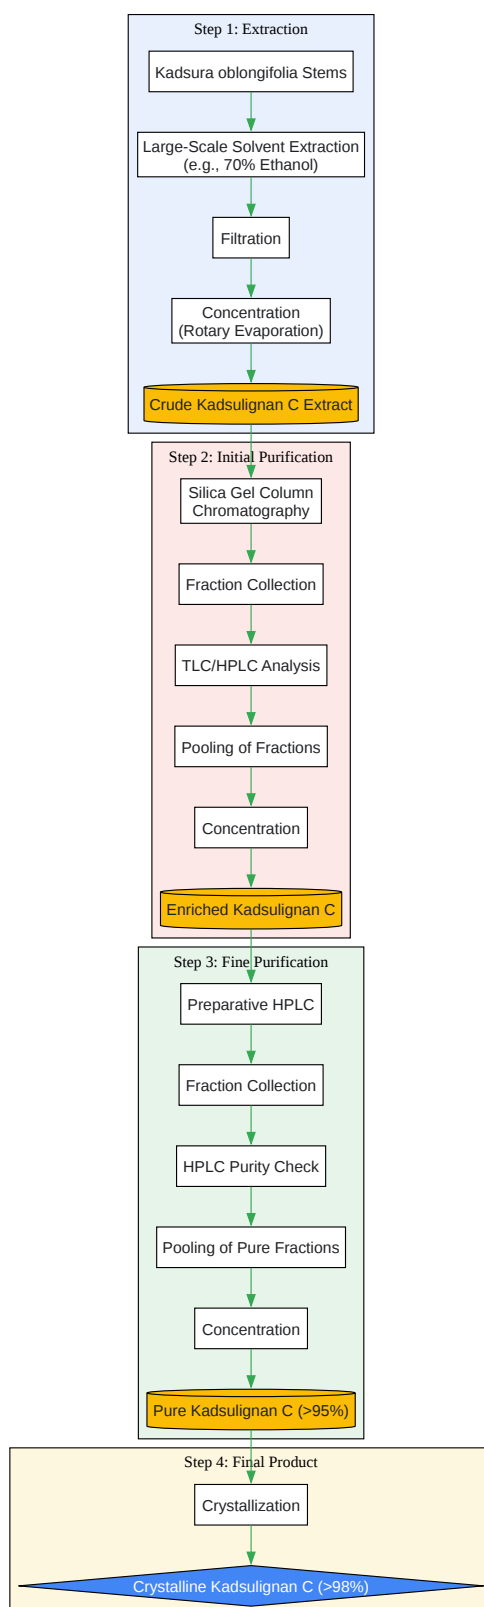 Step 1: Extraction
Kadsura oblongifolia Stems
Large-Scale Solvent Extraction
(e.g., 70% Ethanol)
Filtration
Concentration
(Rotary Evaporation)
Crude Kadsulignan C Extract
Step 2: Initial Purification
Silica Gel Column
Chromatography
Fraction Collection
TLC/HPLC Analysis
Pooling of Fractions
Concentration
Enriched Kadsulignan C
Step 3: Fine Purification
Preparative HPLC
Fraction Collection
HPLC Purity Check
Pooling of Pure Fractions
Concentration
Pure Kadsulignan C (>95%)
Step 4: Final Product
Crystallization
Crystalline Kadsulignan C (>98%)